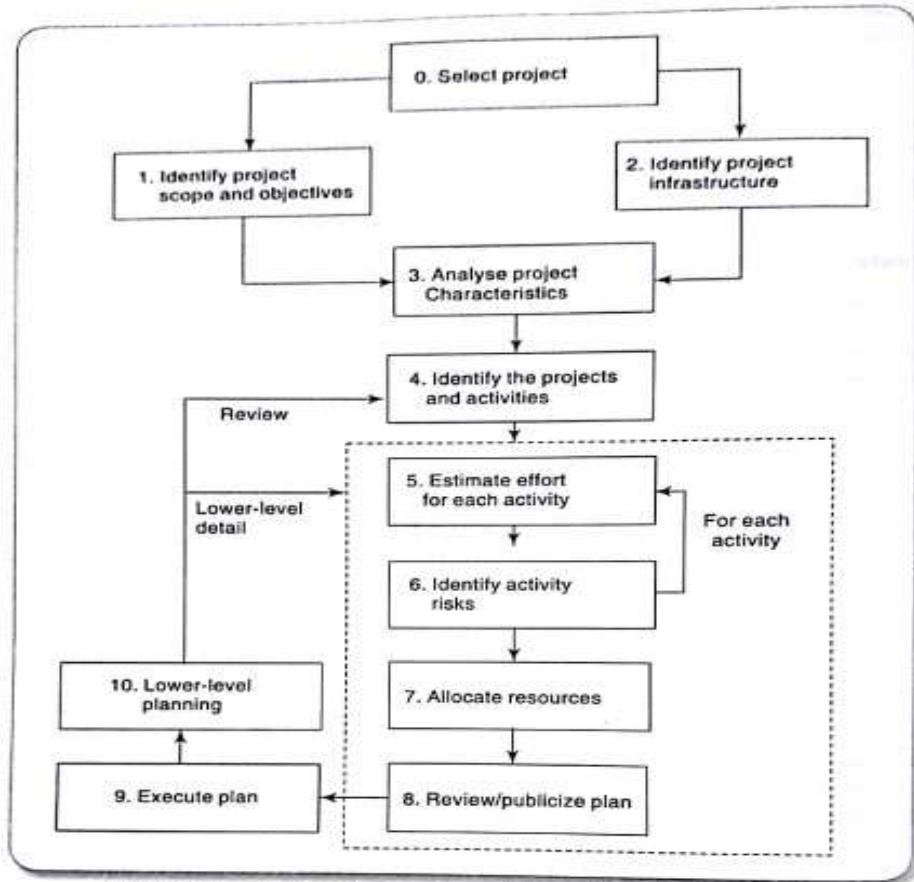 0. Select project
1. Identify project
scope and objectives
2. Identify project
infrastructure
3. Analyse project
Characteristics
4. Identify the projects
and activities
Review
5. Estimate effort
for each activity
Lower-level
detail
For each
activity
6. Identify activity
risks
10. Lower-level
planning
7. Allocate resources
9. Execute plan
8. Review/publicize plan